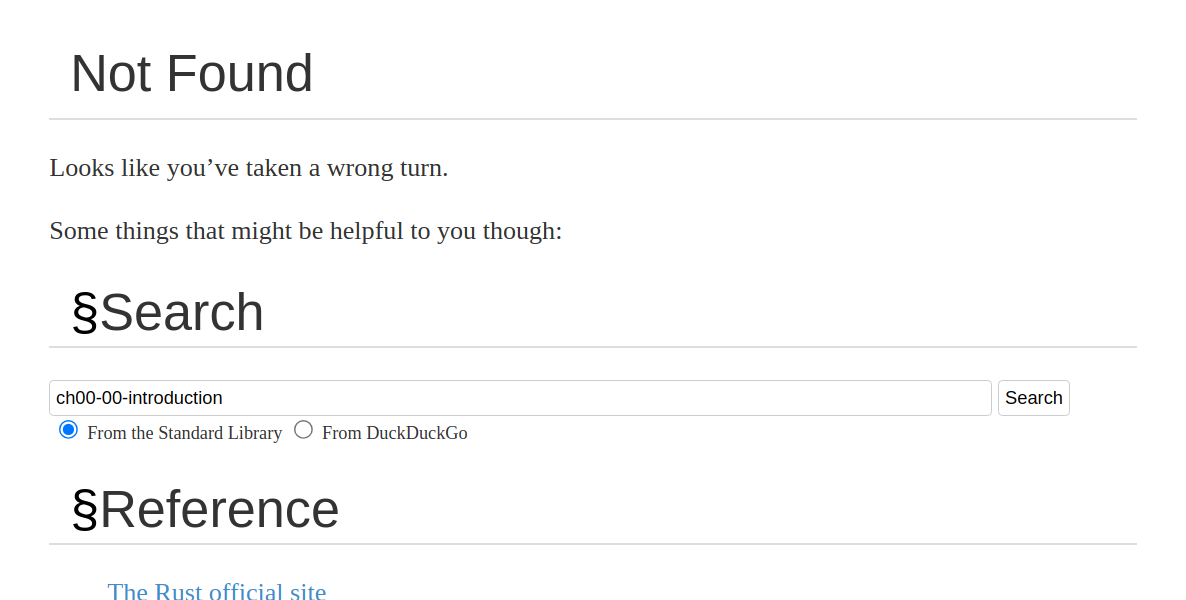 Not Found
Looks like you’ve taken a wrong turn.
Some things that might be helpful to you though:
§Search
ch00-00-introduction Search
From the Standard Library From DuckDuckGo
§Reference
The Rust official site